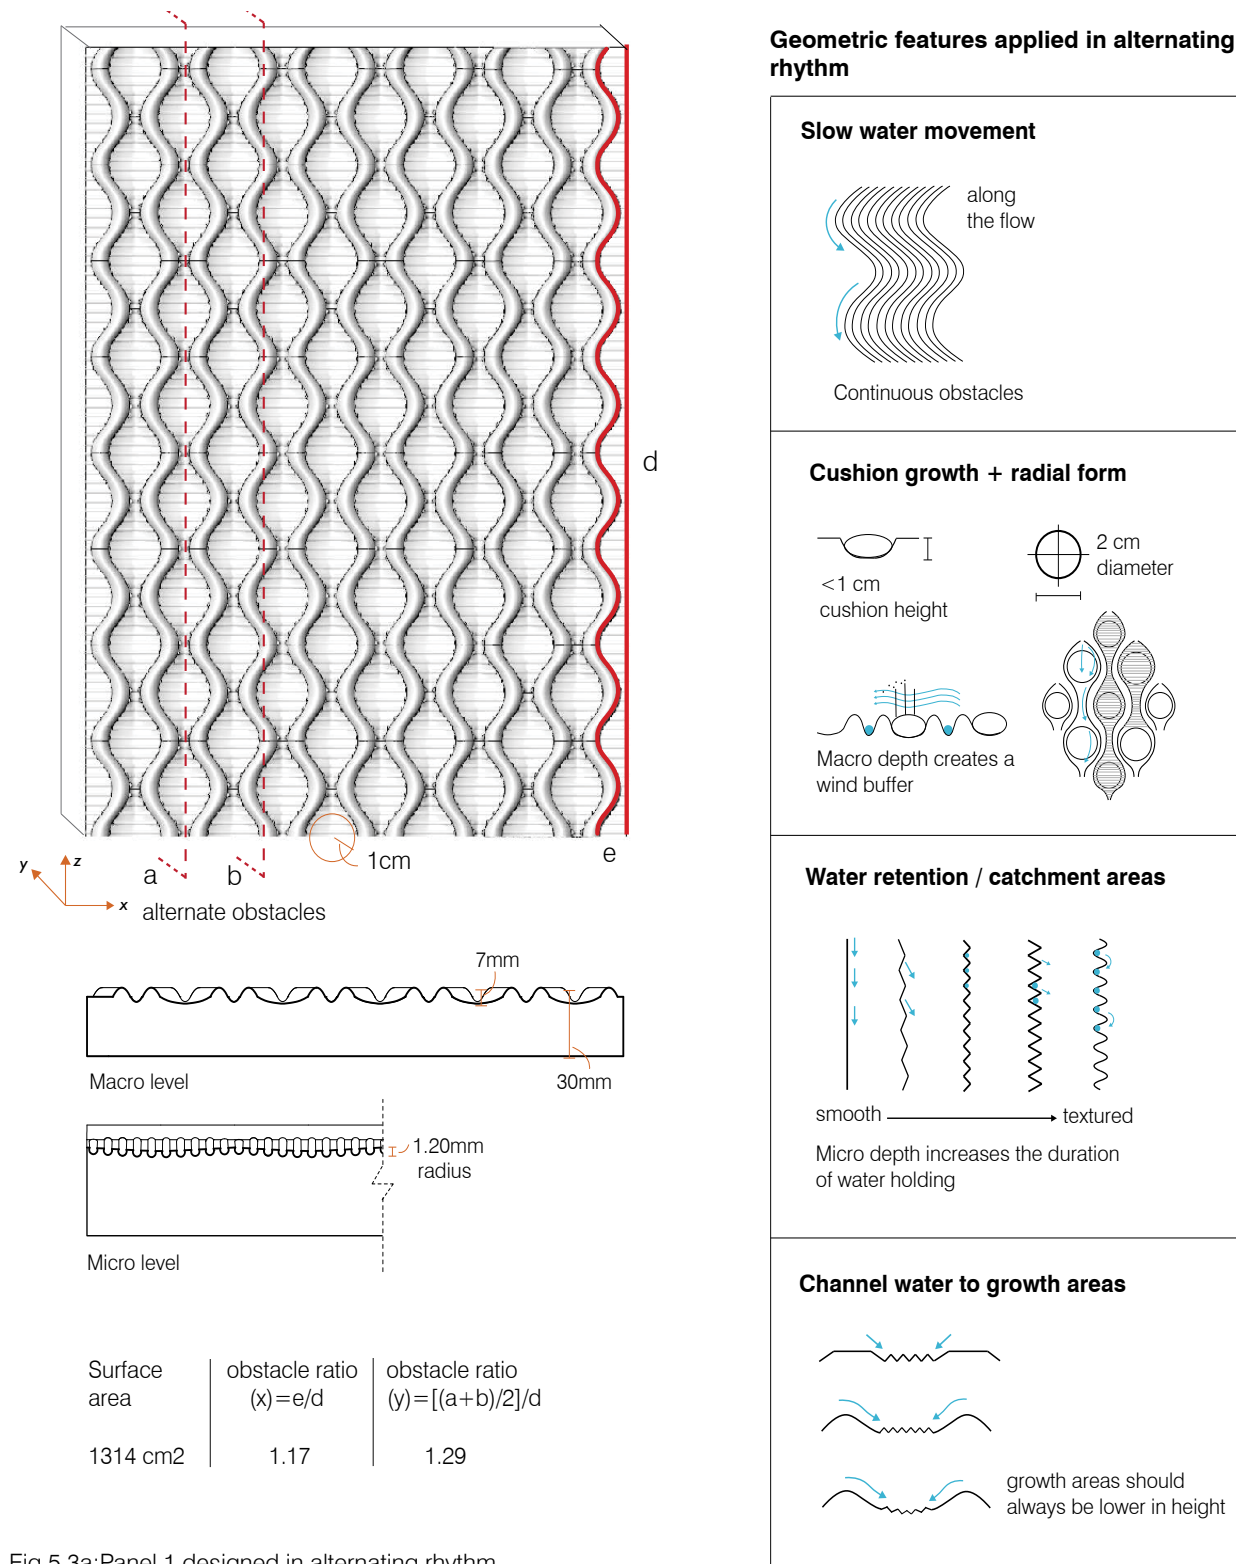 d
e
1cm
a
b
y
z
x
alternate obstacles
7mm
30mm
Macro level
1.20mm
radius
Micro level
Surface
area
obstacle ratio
(x)=e/d
obstacle ratio
(y)=[(a+b)/2]/d
1314 cm2
1.17
1.29
Fig 5.3a:Panel 1 designed in alternating rhythm
Geometric features applied in alternating
rhythm
Slow water movement
along
the flow
Continuous obstacles
Cushion growth + radial form
<1 cm
cushion height
2 cm
diameter
Macro depth creates a
wind buffer
Water retention / catchment areas
smooth
textured
Micro depth increases the duration
of water holding
Channel water to growth areas
growth areas should
always be lower in height